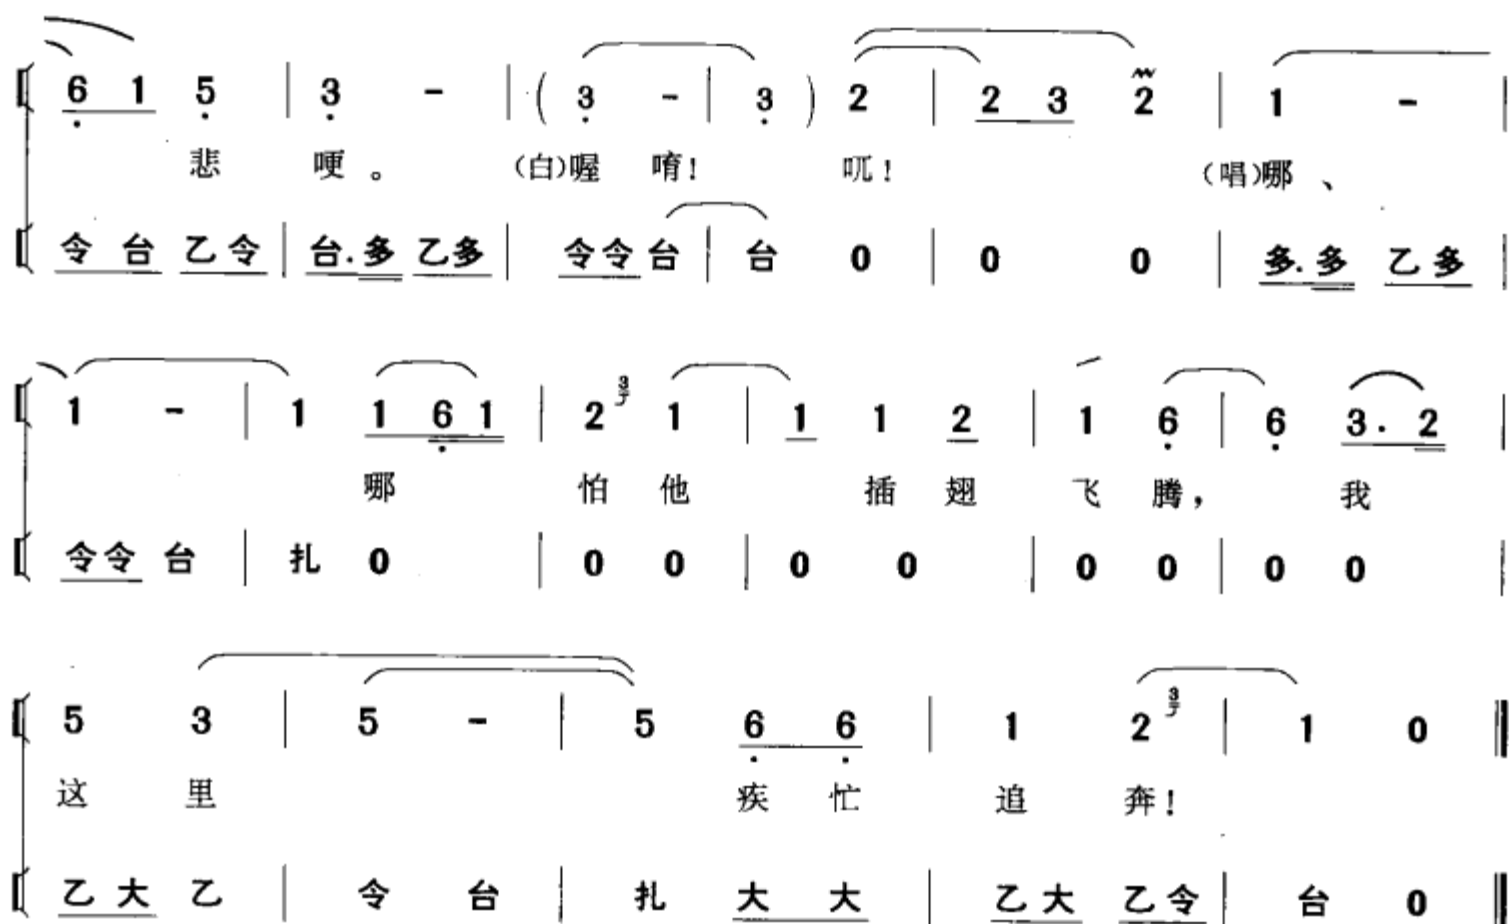 6 1 5 | 3 - | ( 3 - | 3 ) 2 | 2 3 2 | 1 - |
悲 哽 。 (白)喔 唷! 呒! (唱)哪 、
令 台 乙 令 | 台.多 乙多 | 令令台 | 台 0 | 0 0 | 多.多 乙多 |
1 - | 1 1 6 1 | 2 3 1 | 1 1 2 | 1 6 | 6 3. 2 |
哪 怕 他 插 翅 飞 腾, 我
令令 台 | 扎 0 | 0 0 | 0 0 | 0 0 | 0 0 |
5 3 | 5 - | 5 6 6 | 1 2 3 | 1 0 ‖
这 里 疾 忙 追 奔!
乙 大 乙 | 令 台 | 扎 大 大 | 乙大 乙令 | 台 0 ‖